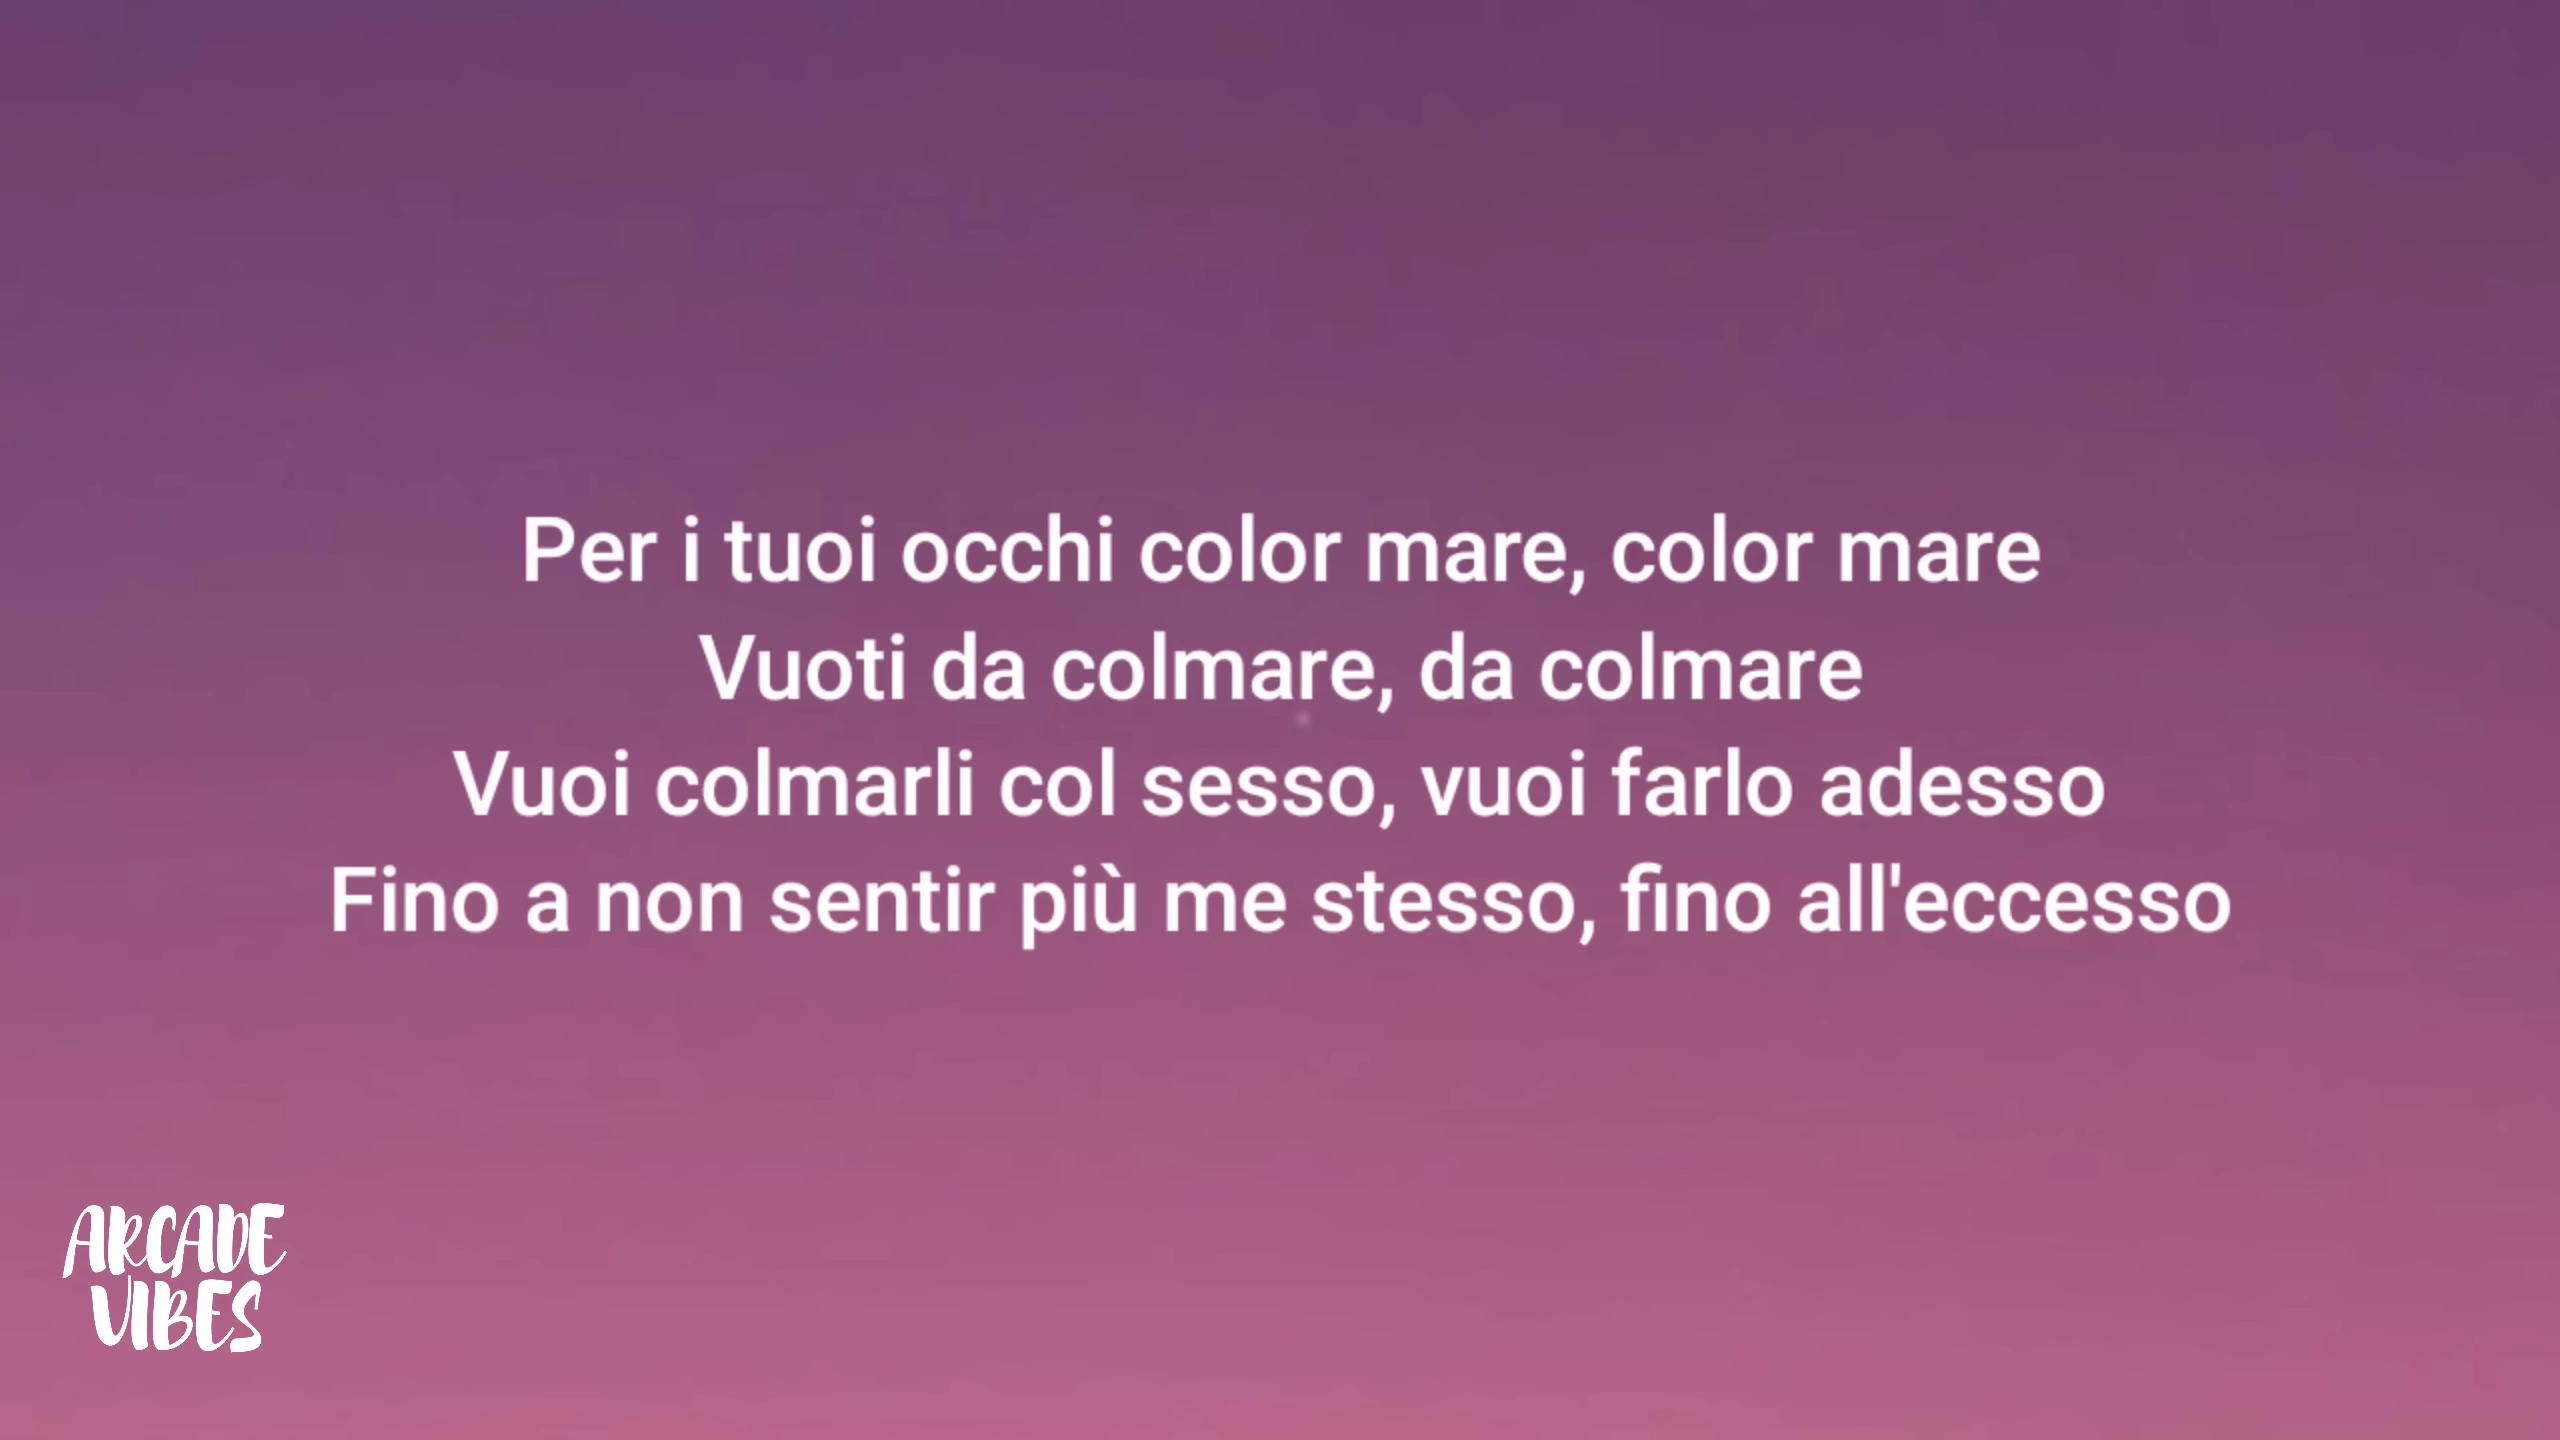 Per i tuoi occhi color mare, color mare
Vuoti da colmare, da colmare
Vuoi colmarli col sesso, vuoi farlo adesso
Fino a non sentir più me stesso, fino all'eccesso
ARCADE
VIBES